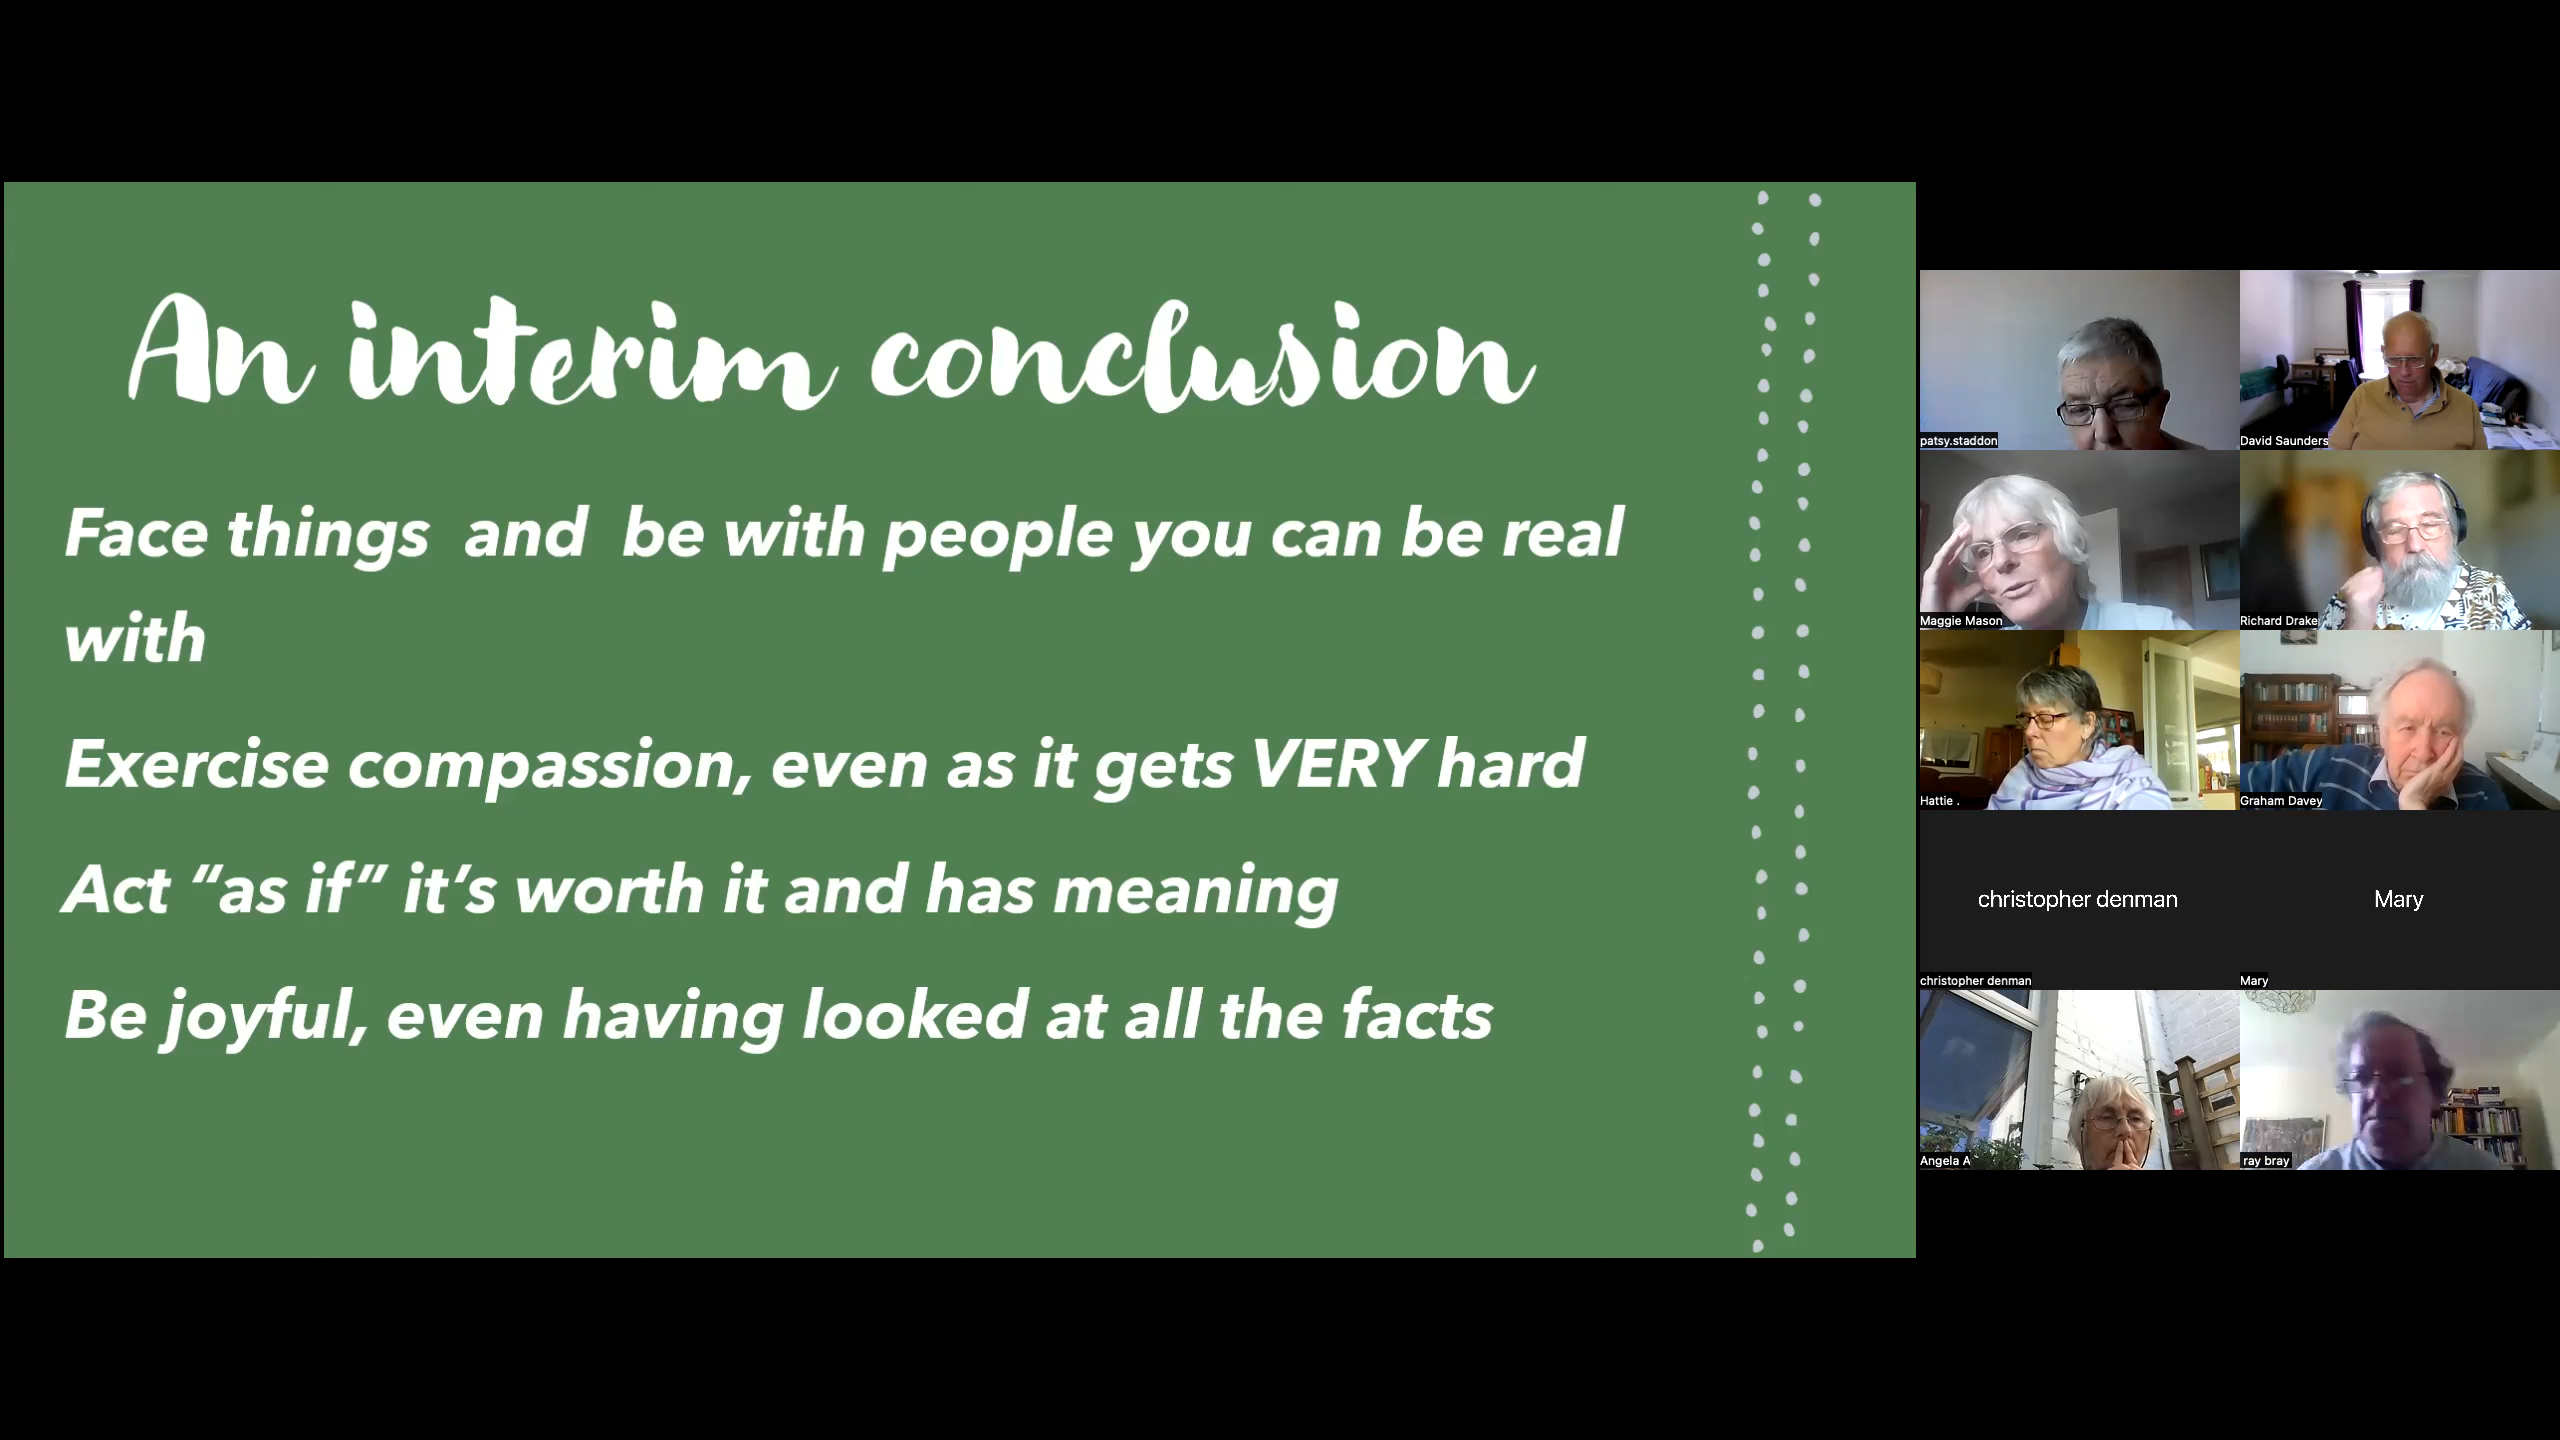 An interim conclusion
Face things and be with people you can be real
with
Exercise compassion, even as it gets VERY hard
Act “as if” it’s worth it and has meaning
Be joyful, even having looked at all the facts
patsy.staddon
David Saunders
Maggie Mason
Richard Drake
Hattie .
Graham Davey
christopher denman
Mary
christopher denman
Mary
Angela A
ray bray